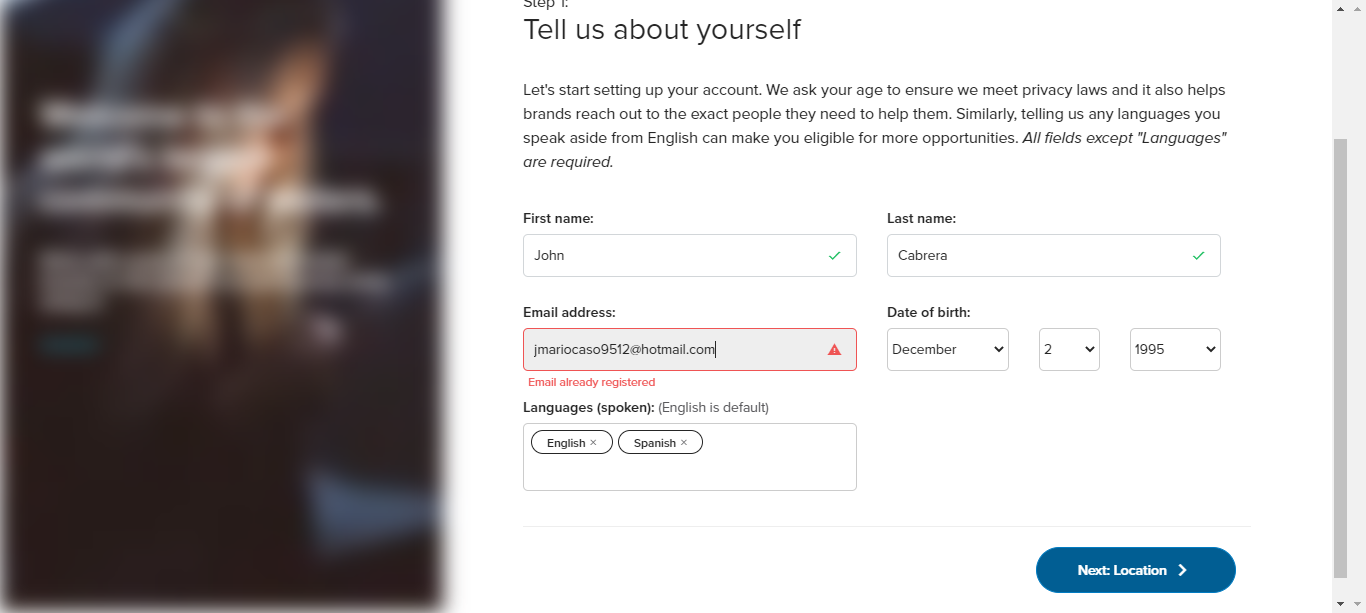 Step 1:
Tell us about yourself
Let's start setting up your account. We ask your age to ensure we meet privacy laws and it also helps
brands reach out to the exact people they need to help them. Similarly, telling us any languages you
speak aside from English can make you eligible for more opportunities. All fields except "Languages"
are required.
First name:
Last name:
John
Cabrera
Email address:
Date of birth:
jmariocaso9512@hotmail.com
December
2
1995
Email already registered
Languages (spoken): (English is default)
English ×
Spanish ×
Next: Location